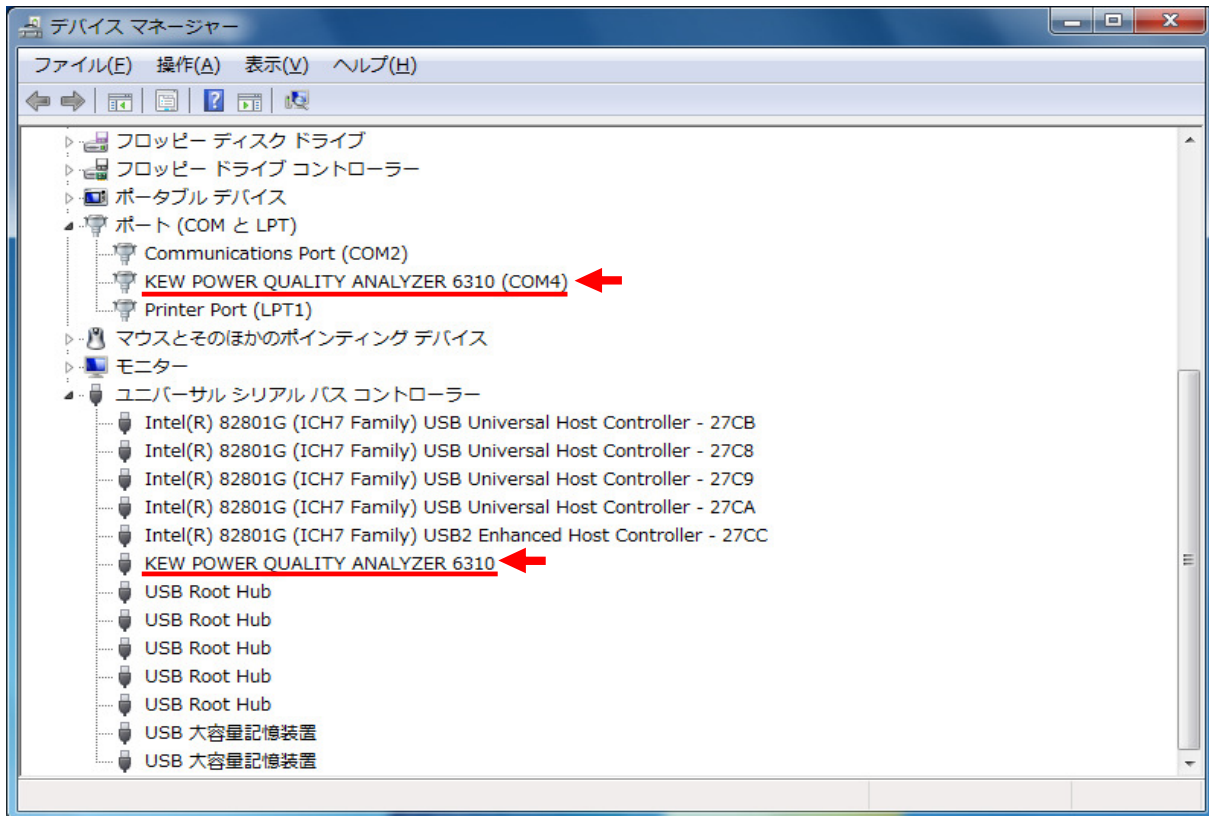 デバイス マネージャー
ファイル(F) 操作(A) 表示(V) ヘルプ(H)
フロッピー ディスク ドライブ
フロッピー ドライブ コントローラー
ポータブル デバイス
ポート (COM と LPT)
Communications Port (COM2)
KEW POWER QUALITY ANALYZER 6310 (COM4)
Printer Port (LPT1)
マウスとそのほかのポインティング デバイス
モニター
ユニバーサル シリアル バス コントローラー
Intel(R) 82801G (ICH7 Family) USB Universal Host Controller - 27CB
Intel(R) 82801G (ICH7 Family) USB Universal Host Controller - 27C8
Intel(R) 82801G (ICH7 Family) USB Universal Host Controller - 27C9
Intel(R) 82801G (ICH7 Family) USB Universal Host Controller - 27CA
Intel(R) 82801G (ICH7 Family) USB2 Enhanced Host Controller - 27CC
KEW POWER QUALITY ANALYZER 6310
USB Root Hub
USB Root Hub
USB Root Hub
USB Root Hub
USB Root Hub
USB 大容量記憶装置
USB 大容量記憶装置